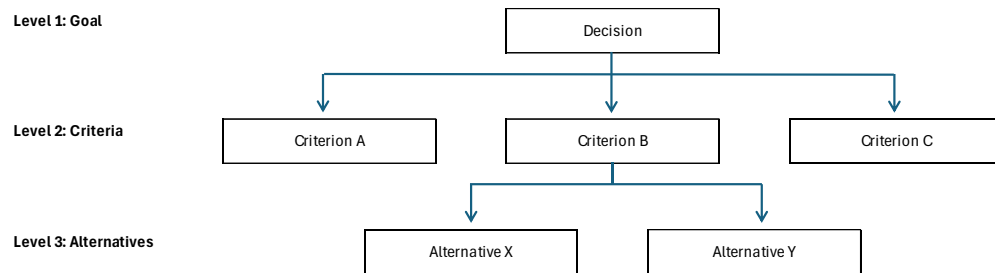 Level 1: Goal
Decision
Level 2: Criteria
Criterion A
Criterion B
Criterion C
Level 3: Alternatives
Alternative X
Alternative Y